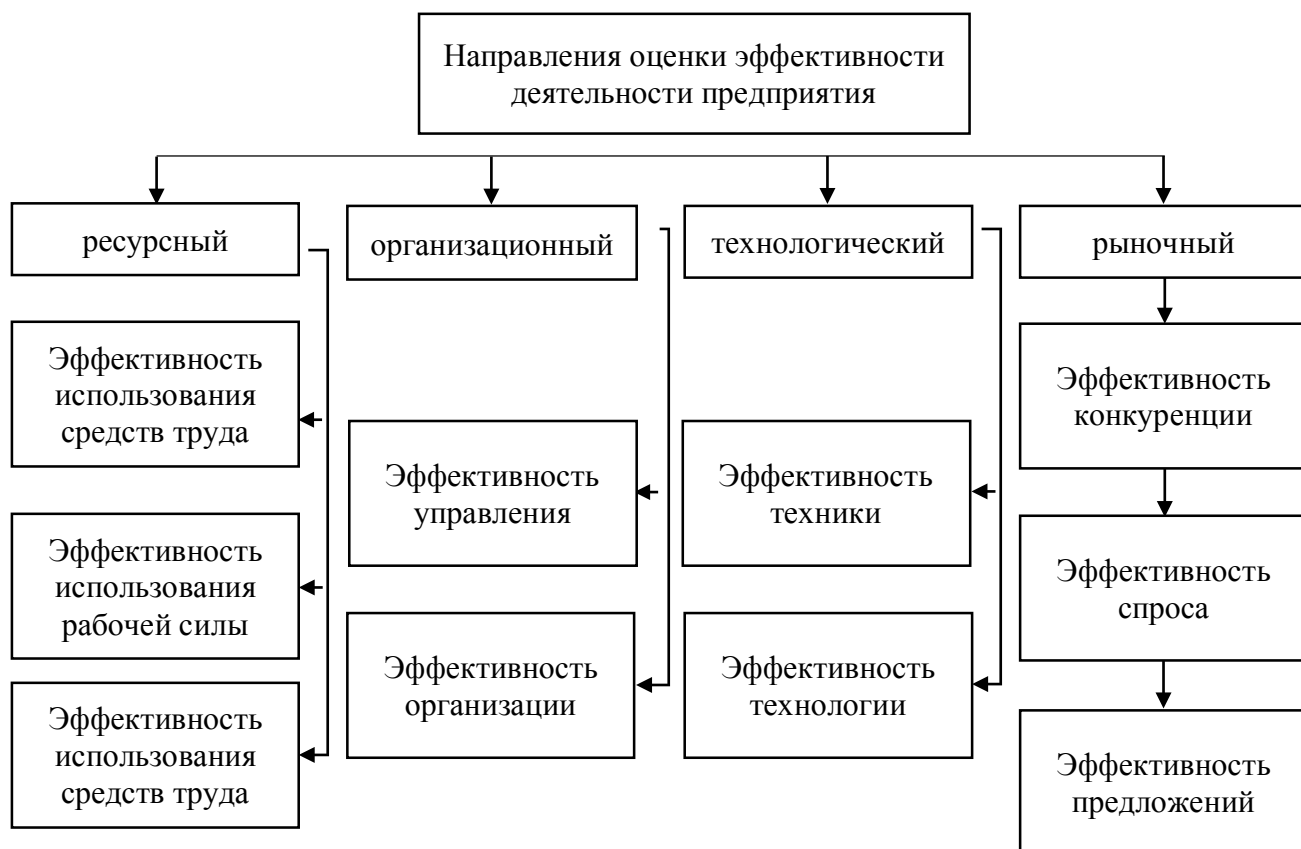 Направления оценки эффективности
деятельности предприятия
ресурсный
организационный
технологический
рыночный
Эффективность
использования
средств труда
Эффективность
использования
рабочей силы
Эффективность
использования
средств труда
Эффективность
управления
Эффективность
организации
Эффективность
техники
Эффективность
технологии
Эффективность
конкуренции
Эффективность
спроса
Эффективность
предложений